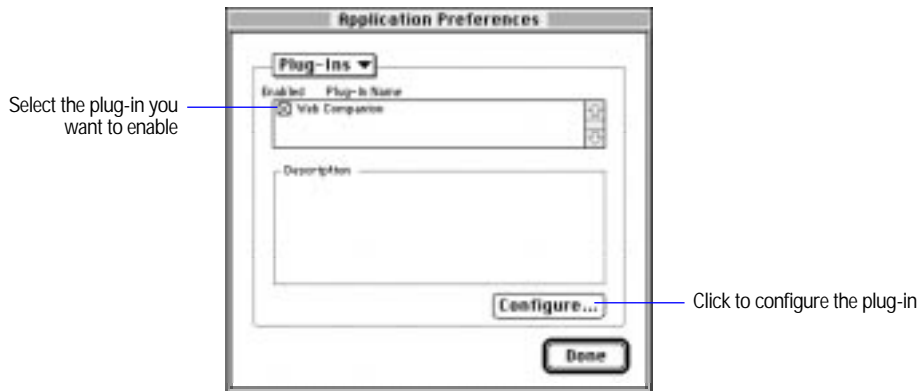 Application Preferences
Plug-Ins
Enabled Plug-In Name
Select the plug-in you
want to enable
Web Companion
Description
Configure...
Click to configure the plug-in
Done